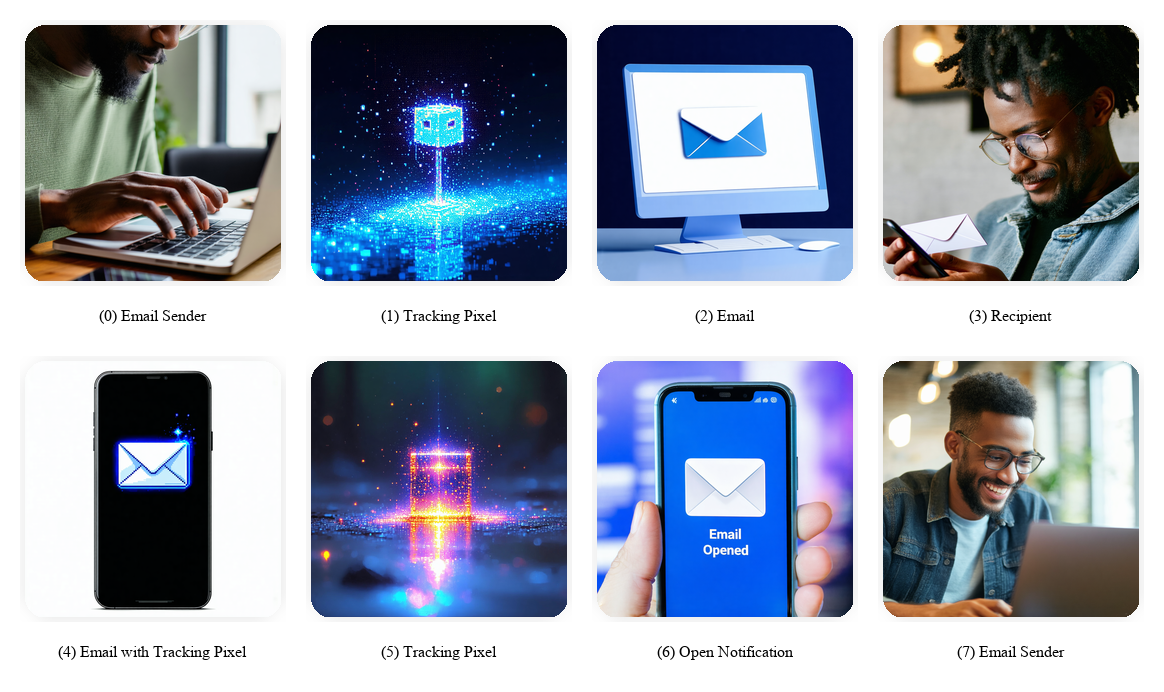 (0) Email Sender
(1) Tracking Pixel
(2) Email
(3) Recipient
Email
Opened
(4) Email with Tracking Pixel
(5) Tracking Pixel
(6) Open Notification
(7) Email Sender